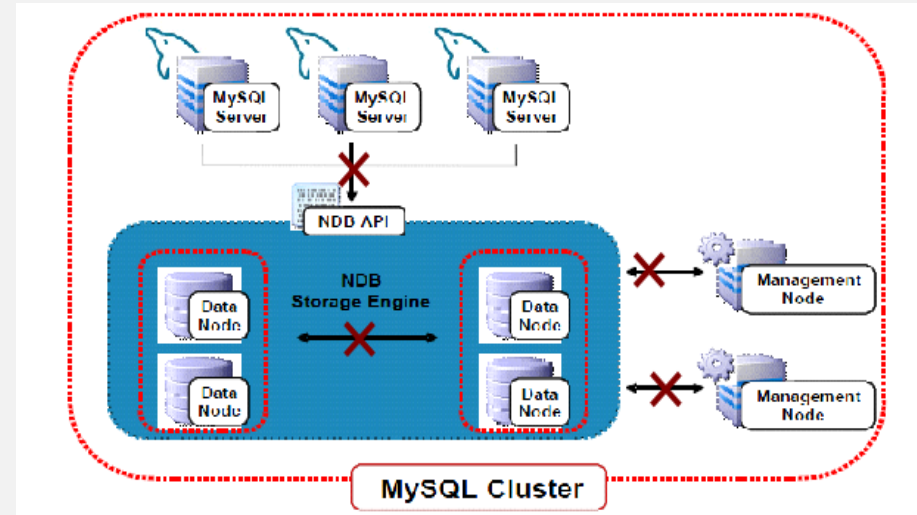 MySQL
Server
MySQL
Server
MySQL
Server
NDB API
NDB
Storage Engine
Data
Node
Data
Node
Data
Node
Data
Node
Management
Node
Management
Node
MySQL Cluster